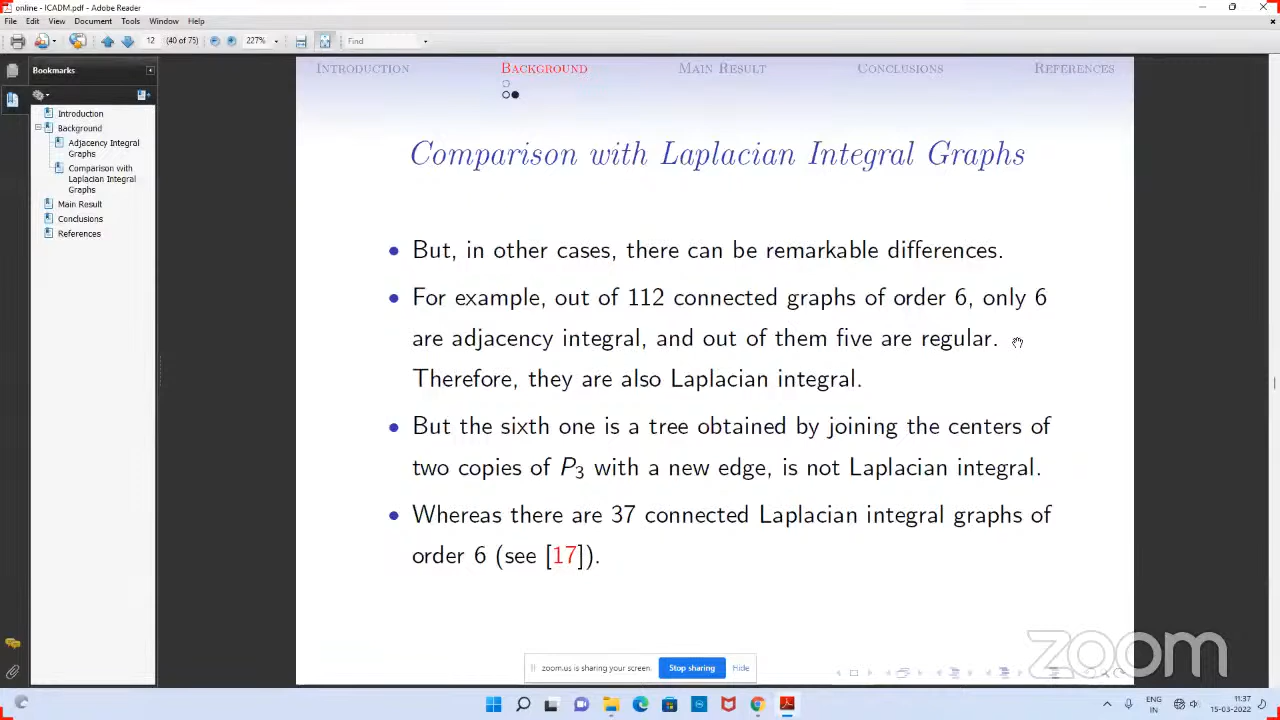 online - ICADM.pdf - Adobe Reader
File Edit View Document Tools Window Help
12 (40 of 75) 227% Find
Bookmarks
Introduction
Background
Adjacency Integral
Graphs
Comparison with
Laplacian Integral
Graphs
Main Result
Conclusions
References
Introduction Background Main Result Conclusions References
Comparison with Laplacian Integral Graphs
But, in other cases, there can be remarkable differences.
For example, out of 112 connected graphs of order 6, only 6
are adjacency integral, and out of them five are regular.
Therefore, they are also Laplacian integral.
But the sixth one is a tree obtained by joining the centers of
two copies of P3 with a new edge, is not Laplacian integral.
Whereas there are 37 connected Laplacian integral graphs of
order 6 (see [17]).
zoom
zoom.us is sharing your screen. Stop sharing Hide
ENG 11:37
IN 15-03-2022